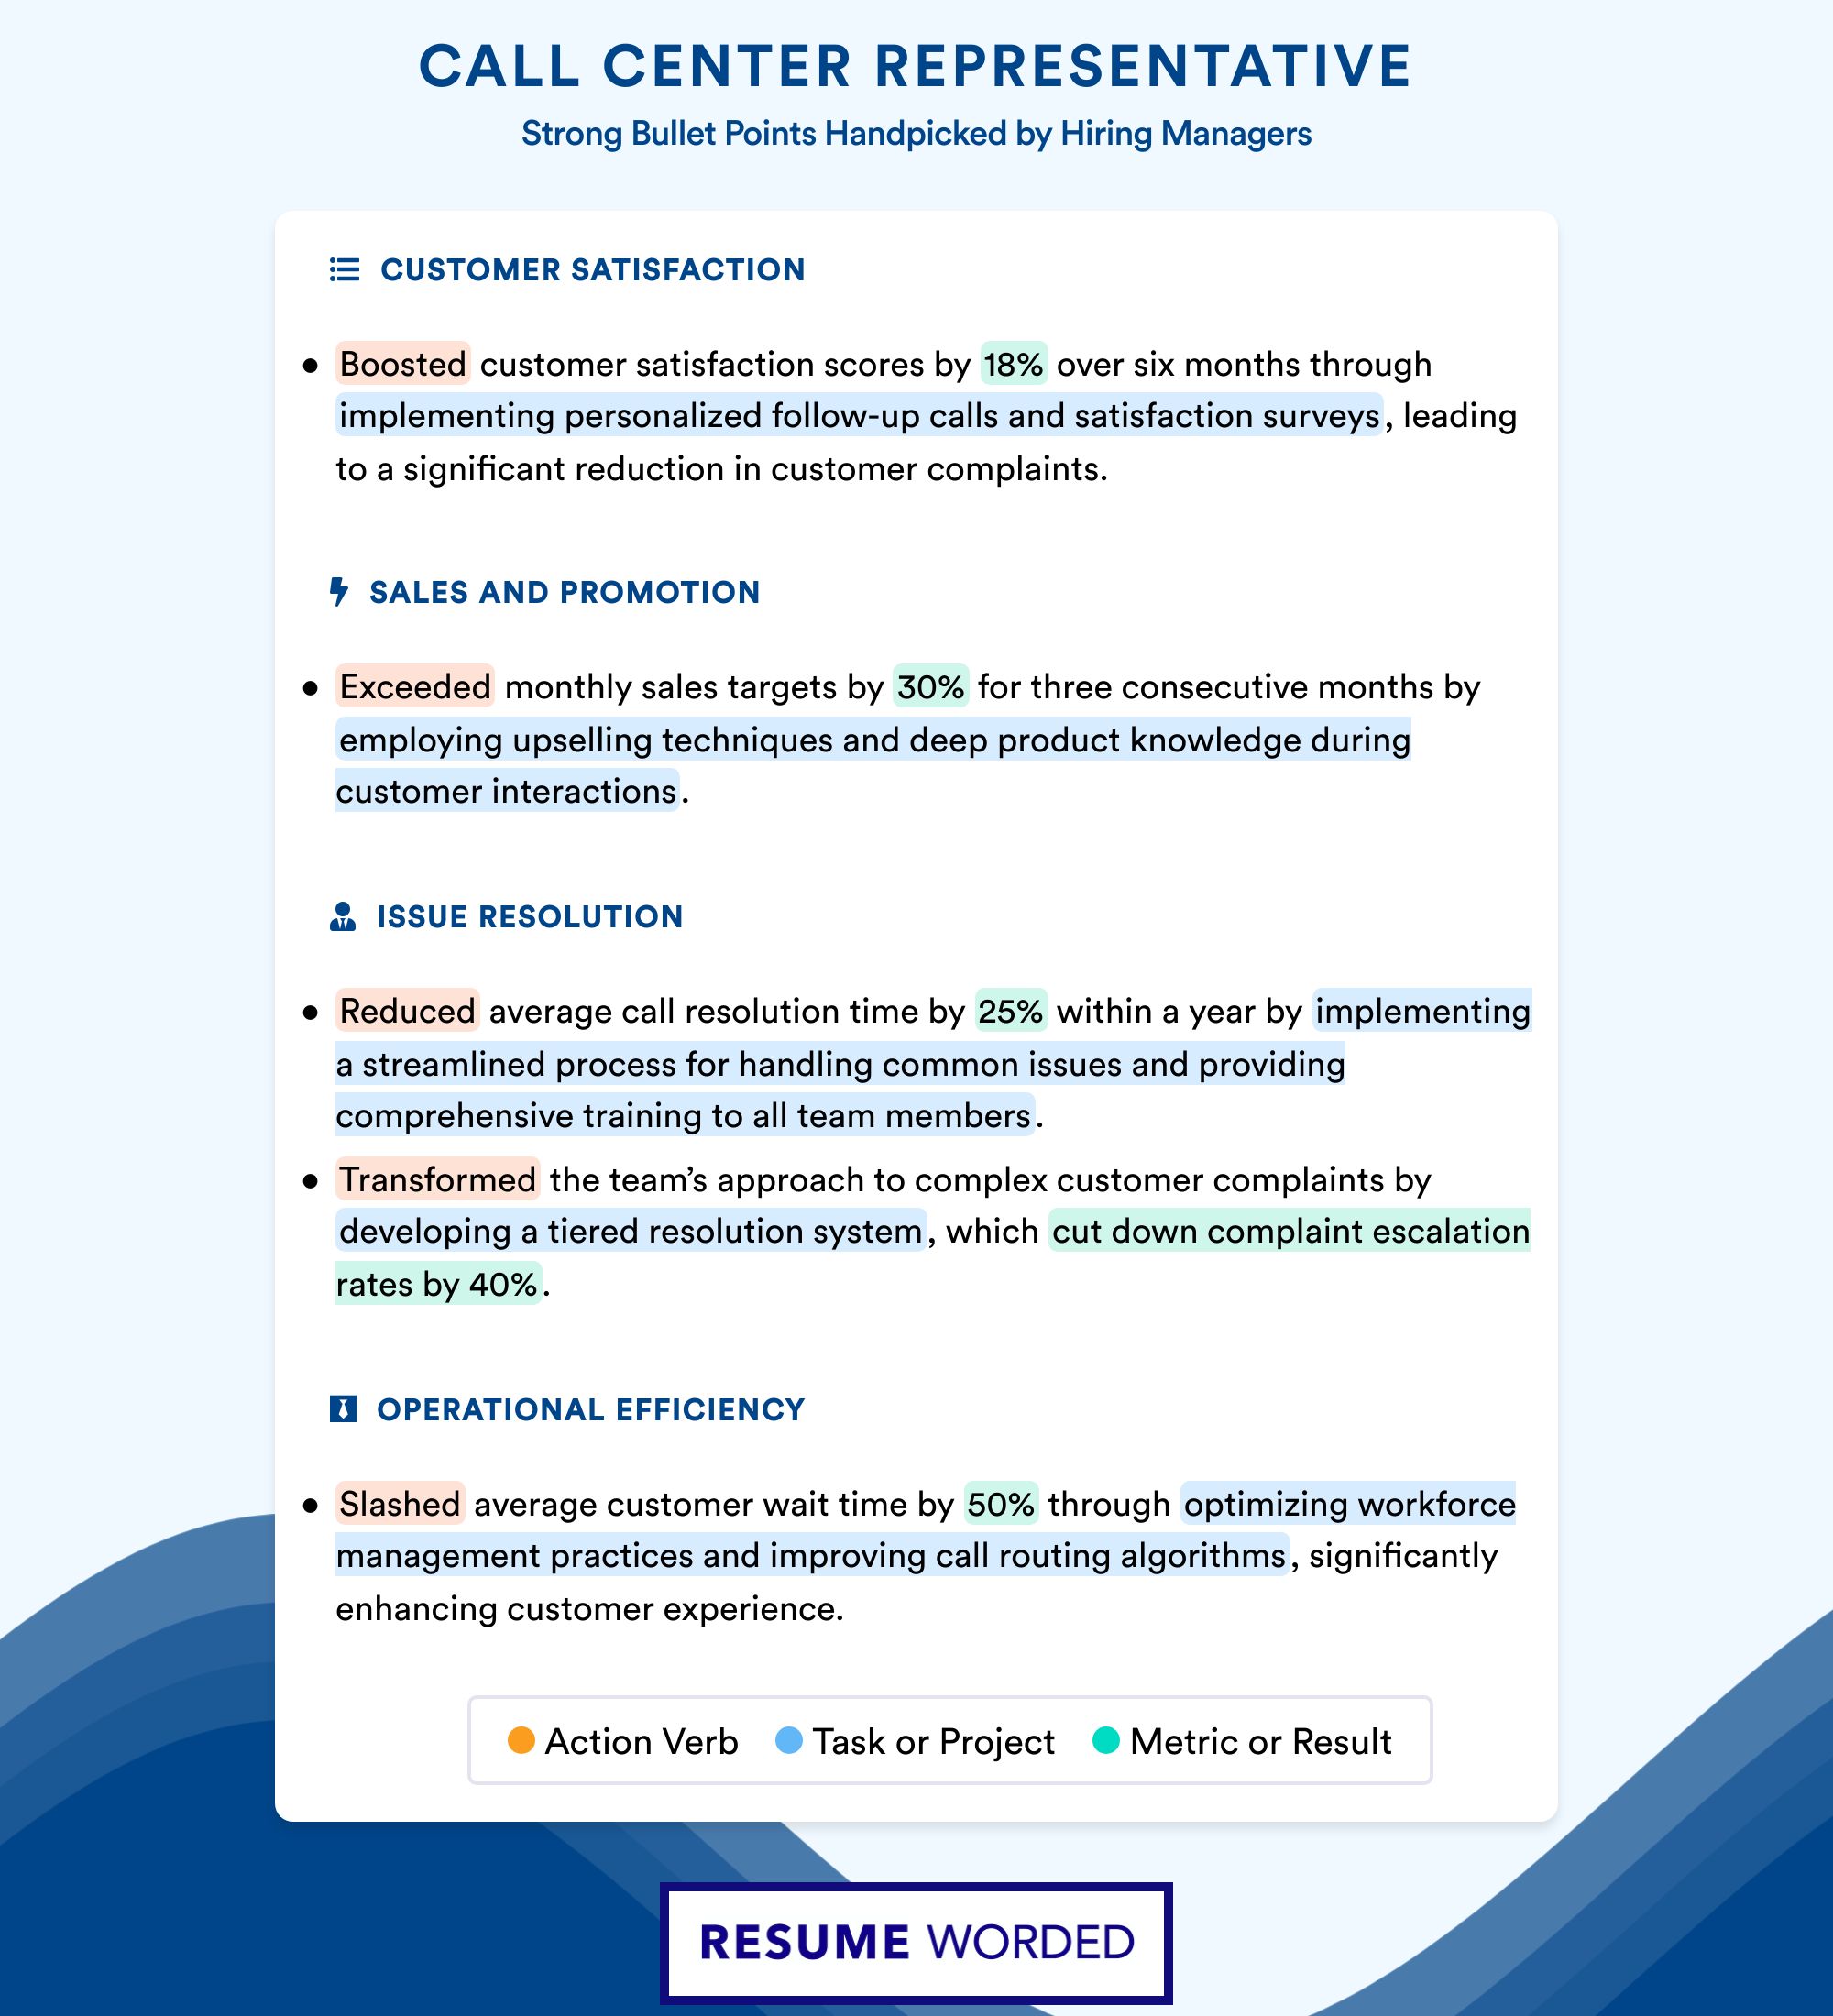 CALL CENTER REPRESENTATIVE
Strong Bullet Points Handpicked by Hiring Managers
CUSTOMER SATISFACTION
● Boosted customer satisfaction scores by 18% over six months through
implementing personalized follow-up calls and satisfaction surveys, leading
to a significant reduction in customer complaints.
SALES AND PROMOTION
● Exceeded monthly sales targets by 30% for three consecutive months by
employing upselling techniques and deep product knowledge during
customer interactions.
ISSUE RESOLUTION
● Reduced average call resolution time by 25% within a year by implementing
a streamlined process for handling common issues and providing
comprehensive training to all team members.
● Transformed the team’s approach to complex customer complaints by
developing a tiered resolution system, which cut down complaint escalation
rates by 40%.
OPERATIONAL EFFICIENCY
● Slashed average customer wait time by 50% through optimizing workforce
management practices and improving call routing algorithms, significantly
enhancing customer experience.
Action Verb Task or Project Metric or Result
RESUME WORDED